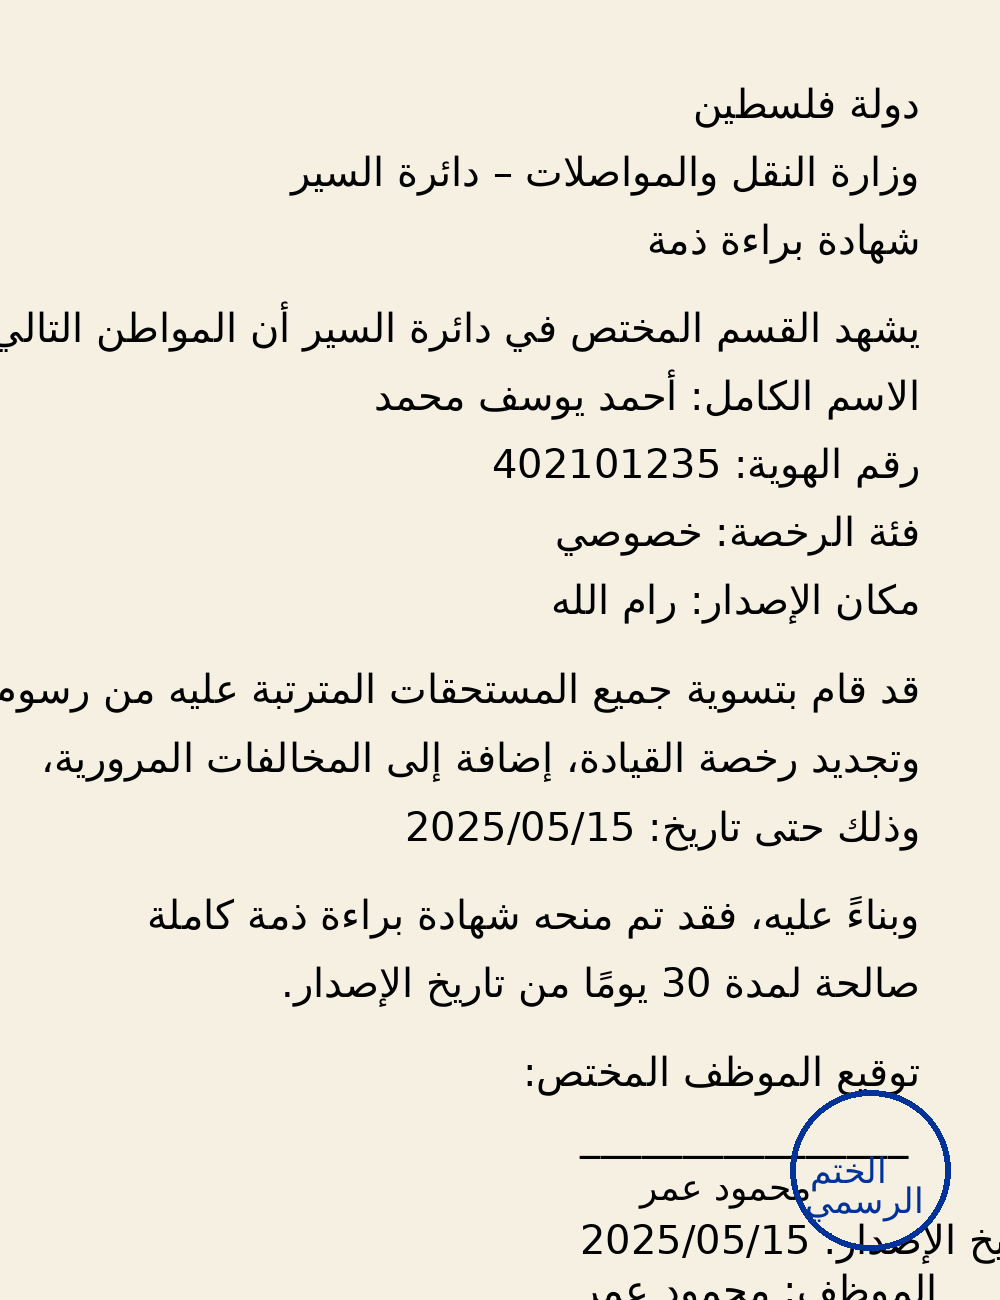 دولة فلسطين
وزارة النقل والمواصلات – دائرة السير
شهادة براءة ذمة
يشهد القسم المختص في دائرة السير أن المواطن التالي
الاسم الكامل: أحمد يوسف محمد
رقم الهوية: 402101235
فئة الرخصة: خصوصي
مكان الإصدار: رام الله
قد قام بتسوية جميع المستحقات المترتبة عليه من رسوم
وتجديد رخصة القيادة، إضافة إلى المخالفات المرورية،
وذلك حتى تاريخ: 2025/05/15
وبناءً عليه، فقد تم منحه شهادة براءة ذمة كاملة
صالحة لمدة 30 يومًا من تاريخ الإصدار.
توقيع الموظف المختص:
________________
الختم
الرسمي
محمود عمر
يخ الإصدار: 2025/05/15
الموظف: محمود عمر